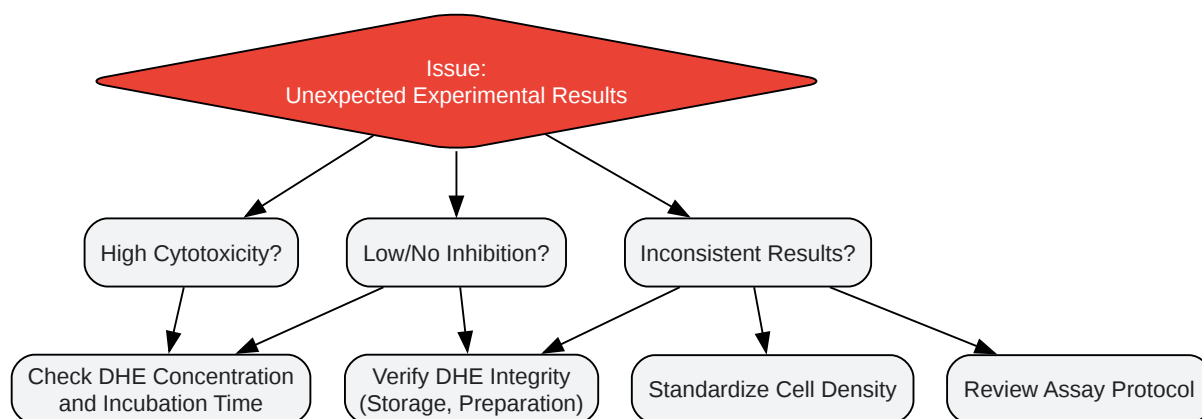 Issue:
Unexpected Experimental Results
High Cytotoxicity?
Low/No Inhibition?
Inconsistent Results?
Check DHE Concentration
and Incubation Time
Verify DHE Integrity
(Storage, Preparation)
Standardize Cell Density
Review Assay Protocol